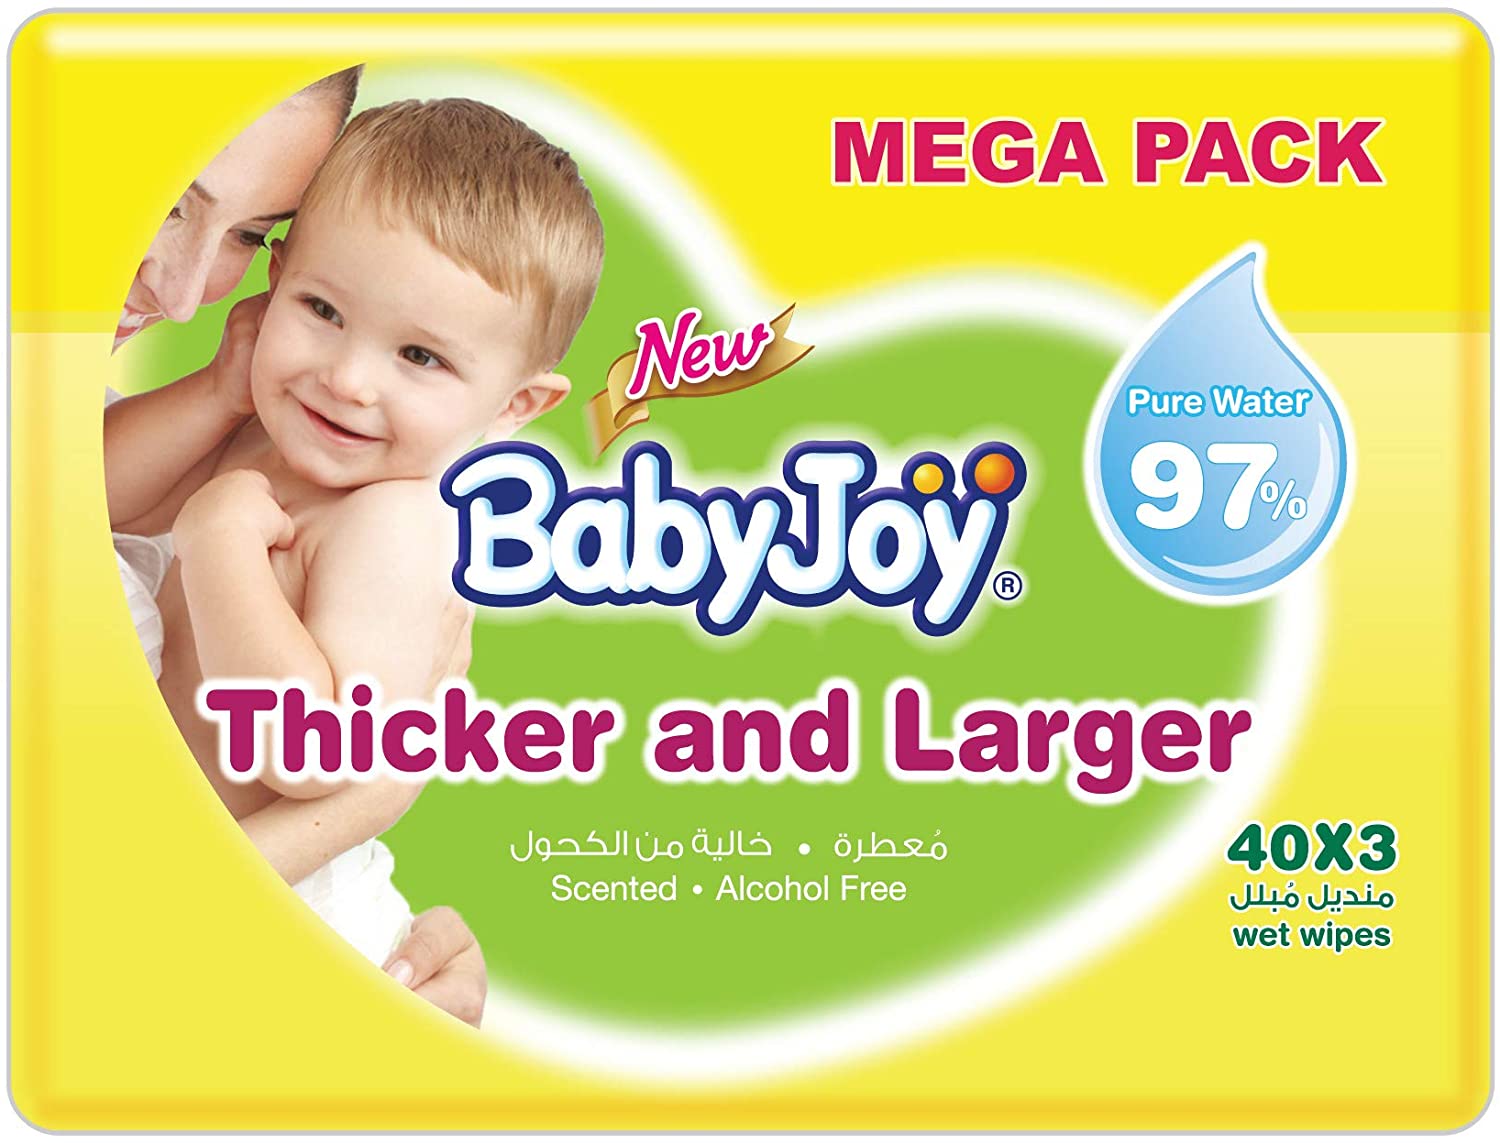 MEGA PACK
New
Pure Water
97%
BabyJoy®
Thicker and Larger
مُعطرة • خالية من الكحول
Scented • Alcohol Free
40X3
منديل مُبلل
wet wipes